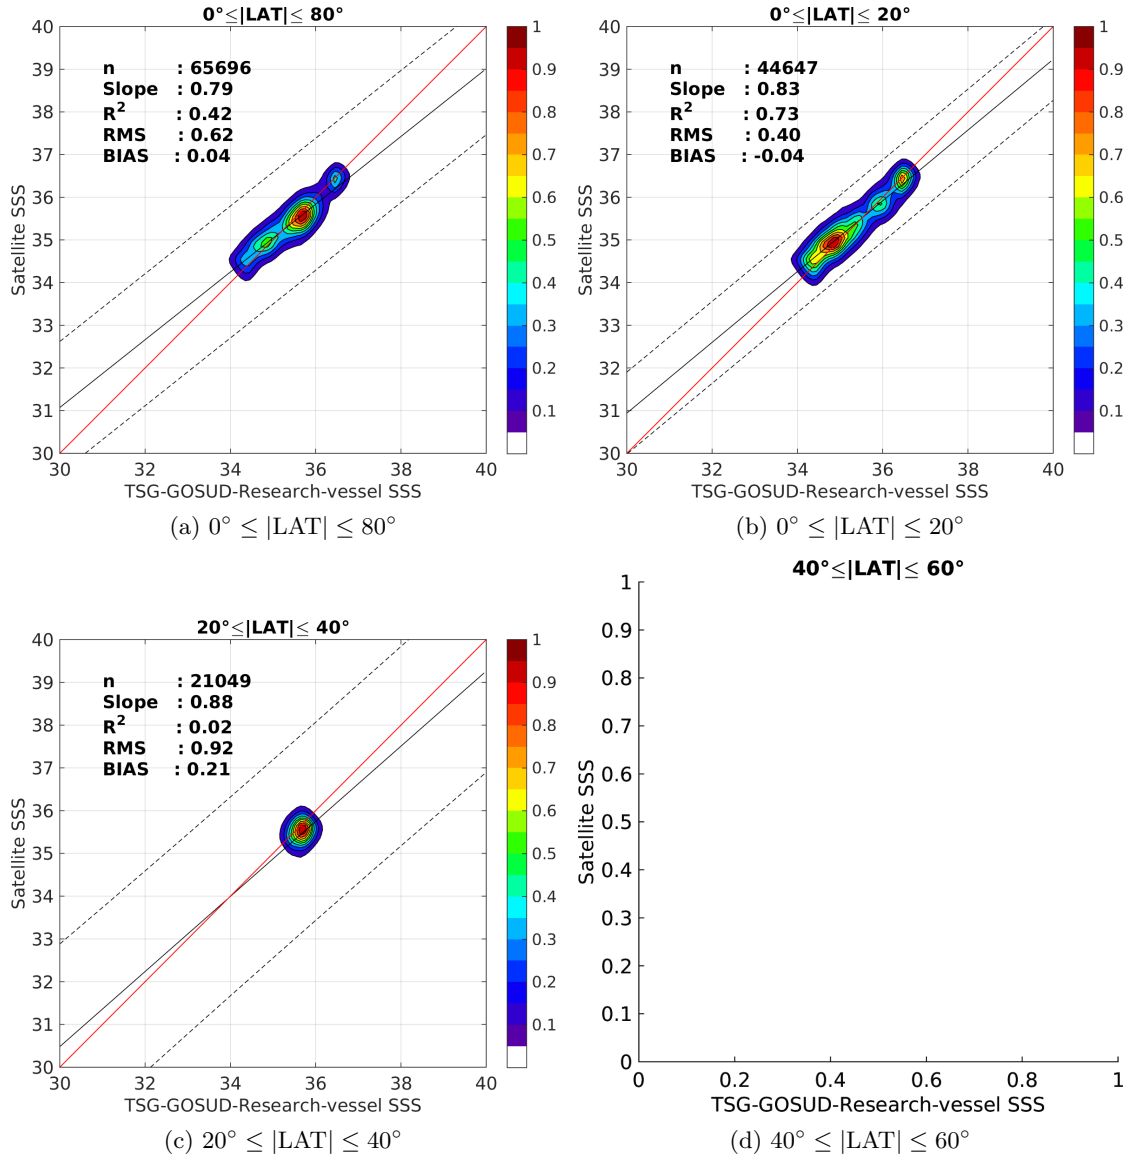 0°≤|LAT|≤ 80°
40
39
38
37
36
35
34
33
32
31
30
n : 65696
Slope : 0.79
R² : 0.42
RMS : 0.62
BIAS : 0.04
Satellite SSS
30 32 34 36 38 40
TSG-GOSUD-Research-vessel SSS
1
0.9
0.8
0.7
0.6
0.5
0.4
0.3
0.2
0.1
(a) 0° ≤ |LAT| ≤ 80°
0°≤|LAT|≤ 20°
40
39
38
37
36
35
34
33
32
31
30
n : 44647
Slope : 0.83
R² : 0.73
RMS : 0.40
BIAS : -0.04
Satellite SSS
30 32 34 36 38 40
TSG-GOSUD-Research-vessel SSS
1
0.9
0.8
0.7
0.6
0.5
0.4
0.3
0.2
0.1
(b) 0° ≤ |LAT| ≤ 20°
20°≤|LAT|≤ 40°
40
39
38
37
36
35
34
33
32
31
30
n : 21049
Slope : 0.88
R² : 0.02
RMS : 0.92
BIAS : 0.21
Satellite SSS
30 32 34 36 38 40
TSG-GOSUD-Research-vessel SSS
1
0.9
0.8
0.7
0.6
0.5
0.4
0.3
0.2
0.1
(c) 20° ≤ |LAT| ≤ 40°
40°≤|LAT|≤ 60°
1
0.9
0.8
0.7
0.6
0.5
0.4
0.3
0.2
0.1
0
Satellite SSS
0 0.2 0.4 0.6 0.8 1
TSG-GOSUD-Research-vessel SSS
(d) 40° ≤ |LAT| ≤ 60°